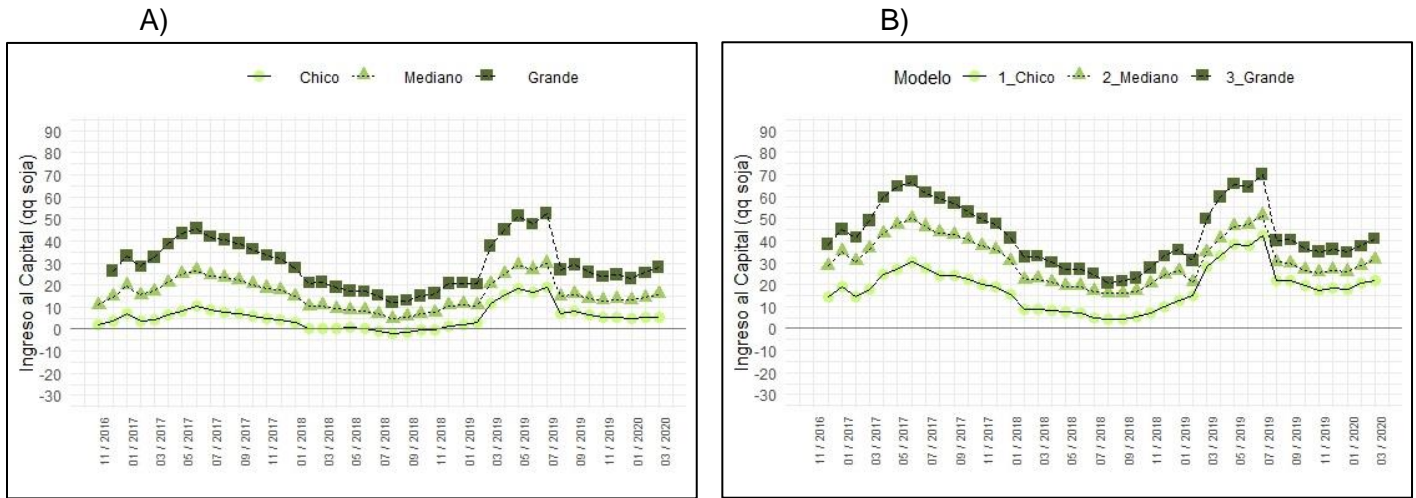 A)
Chico Mediano Grande
Ingreso al Capital (qq soja)
90
80
70
60
50
40
30
20
10
0
-10
-20
-30
11 / 2016
01 / 2017
03 / 2017
05 / 2017
07 / 2017
09 / 2017
11 / 2017
01 / 2018
03 / 2018
05 / 2018
07 / 2018
09 / 2018
11 / 2018
01 / 2019
03 / 2019
05 / 2019
07 / 2019
09 / 2019
11 / 2019
01 / 2020
03 / 2020
B)
Modelo 1_Chico 2_Mediano 3_Grande
Ingreso al Capital (qq soja)
90
80
70
60
50
40
30
20
10
0
-10
-20
-30
11 / 2016
01 / 2017
03 / 2017
05 / 2017
07 / 2017
09 / 2017
11 / 2017
01 / 2018
03 / 2018
05 / 2018
07 / 2018
09 / 2018
11 / 2018
01 / 2019
03 / 2019
05 / 2019
07 / 2019
09 / 2019
11 / 2019
01 / 2020
03 / 2020